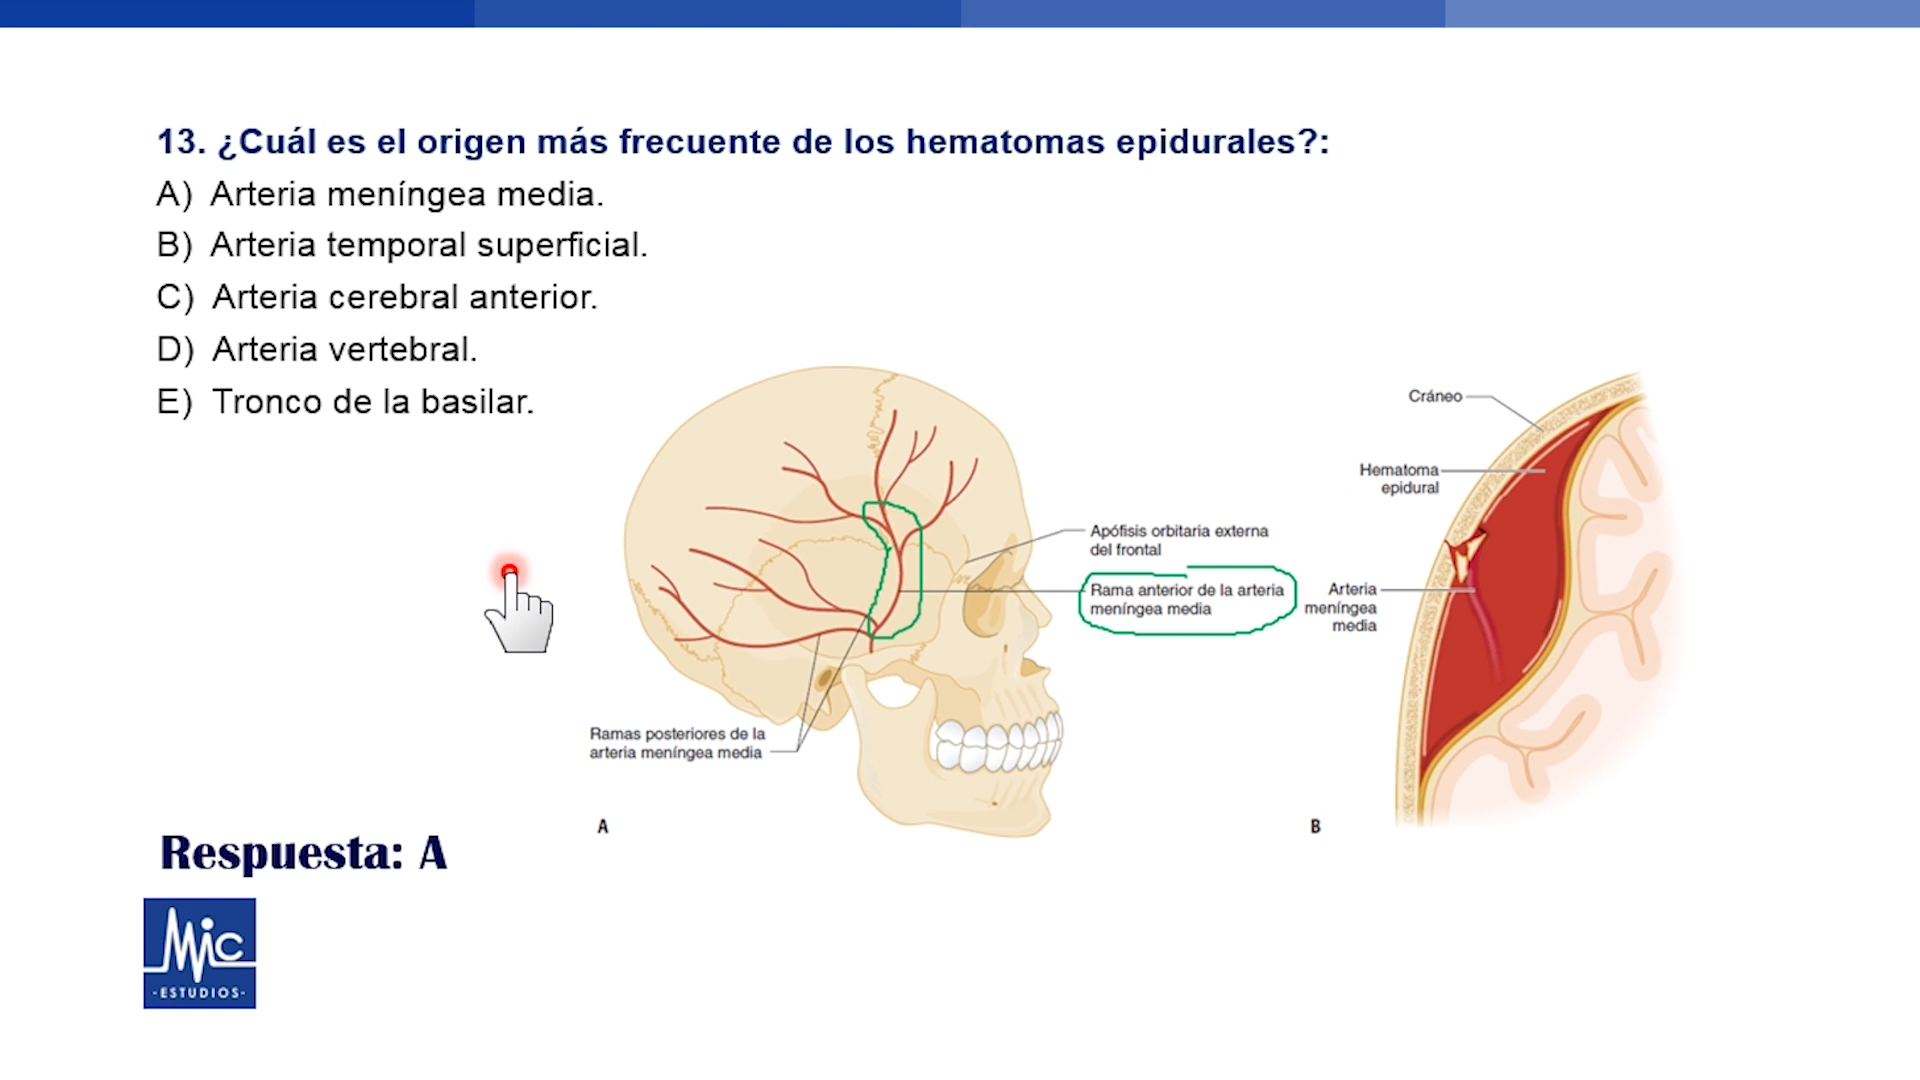 13. ¿Cuál es el origen más frecuente de los hematomas epidurales?:
A) Arteria meníngea media.
B) Arteria temporal superficial.
C) Arteria cerebral anterior.
D) Arteria vertebral.
E) Tronco de la basilar.
Apófisis orbitaria externa
del frontal
Rama anterior de la arteria
meníngea media
Ramas posteriores de la
arteria meníngea media
A
Cráneo
Hematoma
epidural
Arteria
meníngea
media
B
Respuesta: A
Mic
-ESTUDIOS-